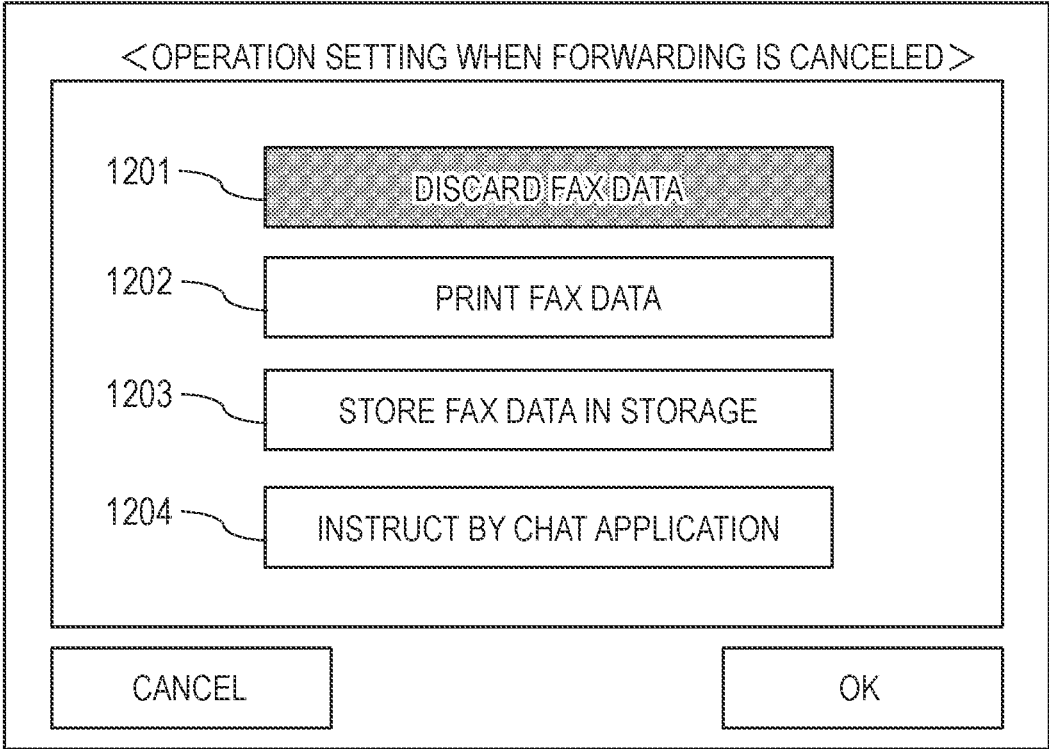 <OPERATION SETTING WHEN FORWARDING IS CANCELED>
1201
DISCARD FAX DATA
1202
PRINT FAX DATA
1203
STORE FAX DATA IN STORAGE
1204
INSTRUCT BY CHAT APPLICATION
CANCEL
OK